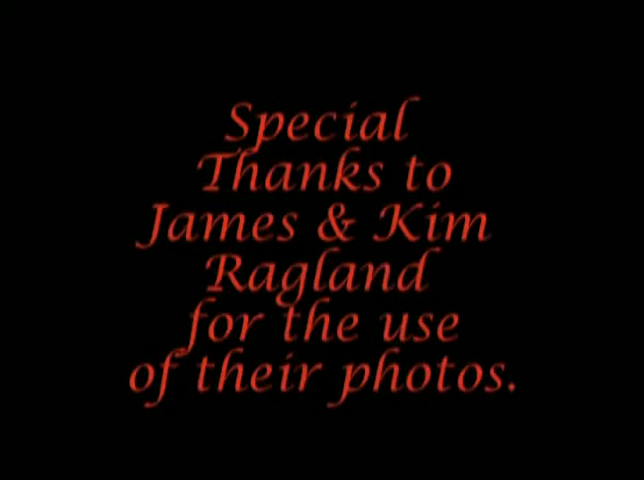 Special
Thanks to
James & Kim
Ragland
for the use
of their photos.